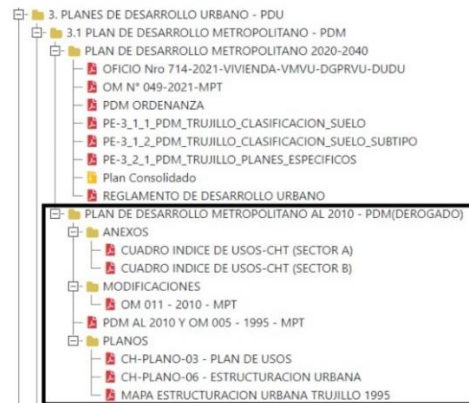 3. PLANES DE DESARROLLO URBANO - PDU
3.1 PLAN DE DESARROLLO METROPOLITANO - PDM
PLAN DE DESARROLLO METROPOLITANO 2020-2040
OFICIO Nro 714-2021-VIVIENDA-VMVU-DGPRVU-DUDU
OM N° 049-2021-MPT
PDM ORDENANZA
PE-3_1_1_PDM_TRUJILLO_CLASIFICACION_SUELO
PE-3_1_2_PDM_TRUJILLO_CLASIFICACION_SUELO_SUBTIPO
PE-3_2_1_PDM_TRUJILLO_PLANES_ESPECIFICOS
Plan Consolidado
REGLAMENTO DE DESARROLLO URBANO
PLAN DE DESARROLLO METROPOLITANO AL 2010 - PDM(DEROGADO)
ANEXOS
CUADRO INDICE DE USOS-CHT (SECTOR A)
CUADRO INDICE DE USOS-CHT (SECTOR B)
MODIFICACIONES
OM 011 - 2010 - MPT
PDM AL 2010 Y OM 005 - 1995 - MPT
PLANOS
CH-PLANO-03 - PLAN DE USOS
CH-PLANO-06 - ESTRUCTURACION URBANA
MAPA ESTRUCTURACION URBANA TRUJILLO 1995